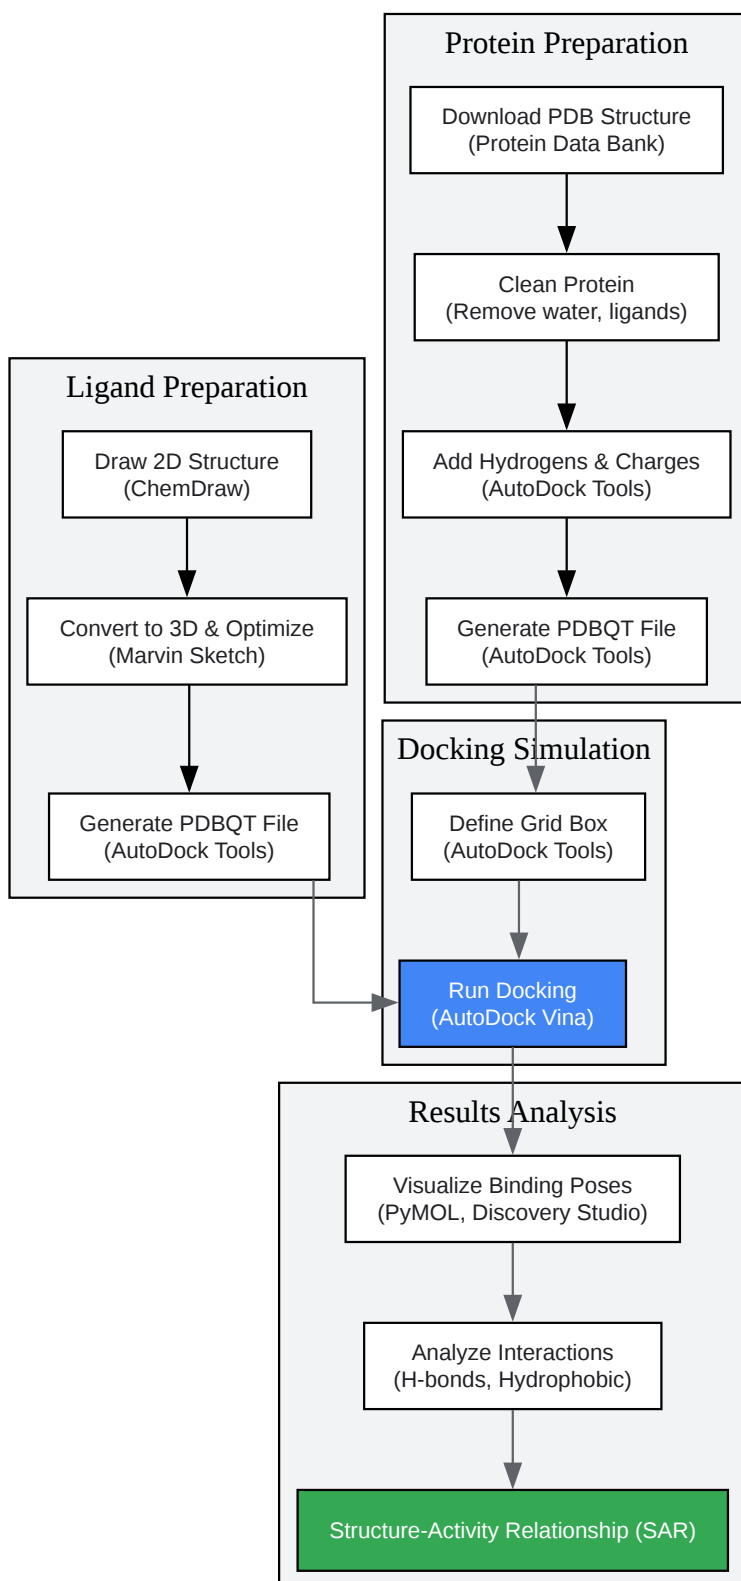 Protein Preparation
Download PDB Structure
(Protein Data Bank)
Clean Protein
(Remove water, ligands)
Add Hydrogens & Charges
(AutoDock Tools)
Generate PDBQT File
(AutoDock Tools)
Ligand Preparation
Draw 2D Structure
(ChemDraw)
Convert to 3D & Optimize
(Marvin Sketch)
Generate PDBQT File
(AutoDock Tools)
Docking Simulation
Define Grid Box
(AutoDock Tools)
Run Docking
(AutoDock Vina)
Results Analysis
Visualize Binding Poses
(PyMOL, Discovery Studio)
Analyze Interactions
(H-bonds, Hydrophobic)
Structure-Activity Relationship (SAR)